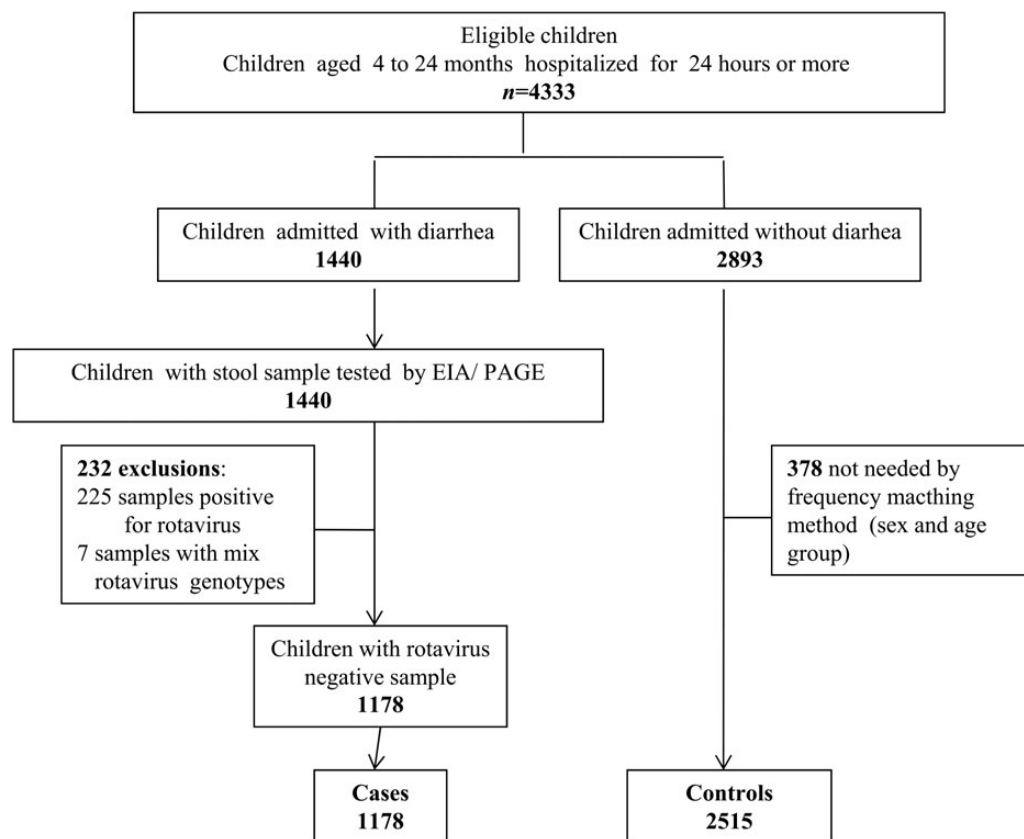 Eligible children
Children aged 4 to 24 months hospitalized for 24 hours or more
n=4333
Children admitted with diarrhea
1440
Children admitted without diarhea
2893
Children with stool sample tested by EIA/ PAGE
1440
232 exclusions:
225 samples positive
for rotavirus
7 samples with mix
rotavirus genotypes
378 not needed by
frequency macthing
method (sex and age
group)
Children with rotavirus
negative sample
1178
Cases
1178
Controls
2515